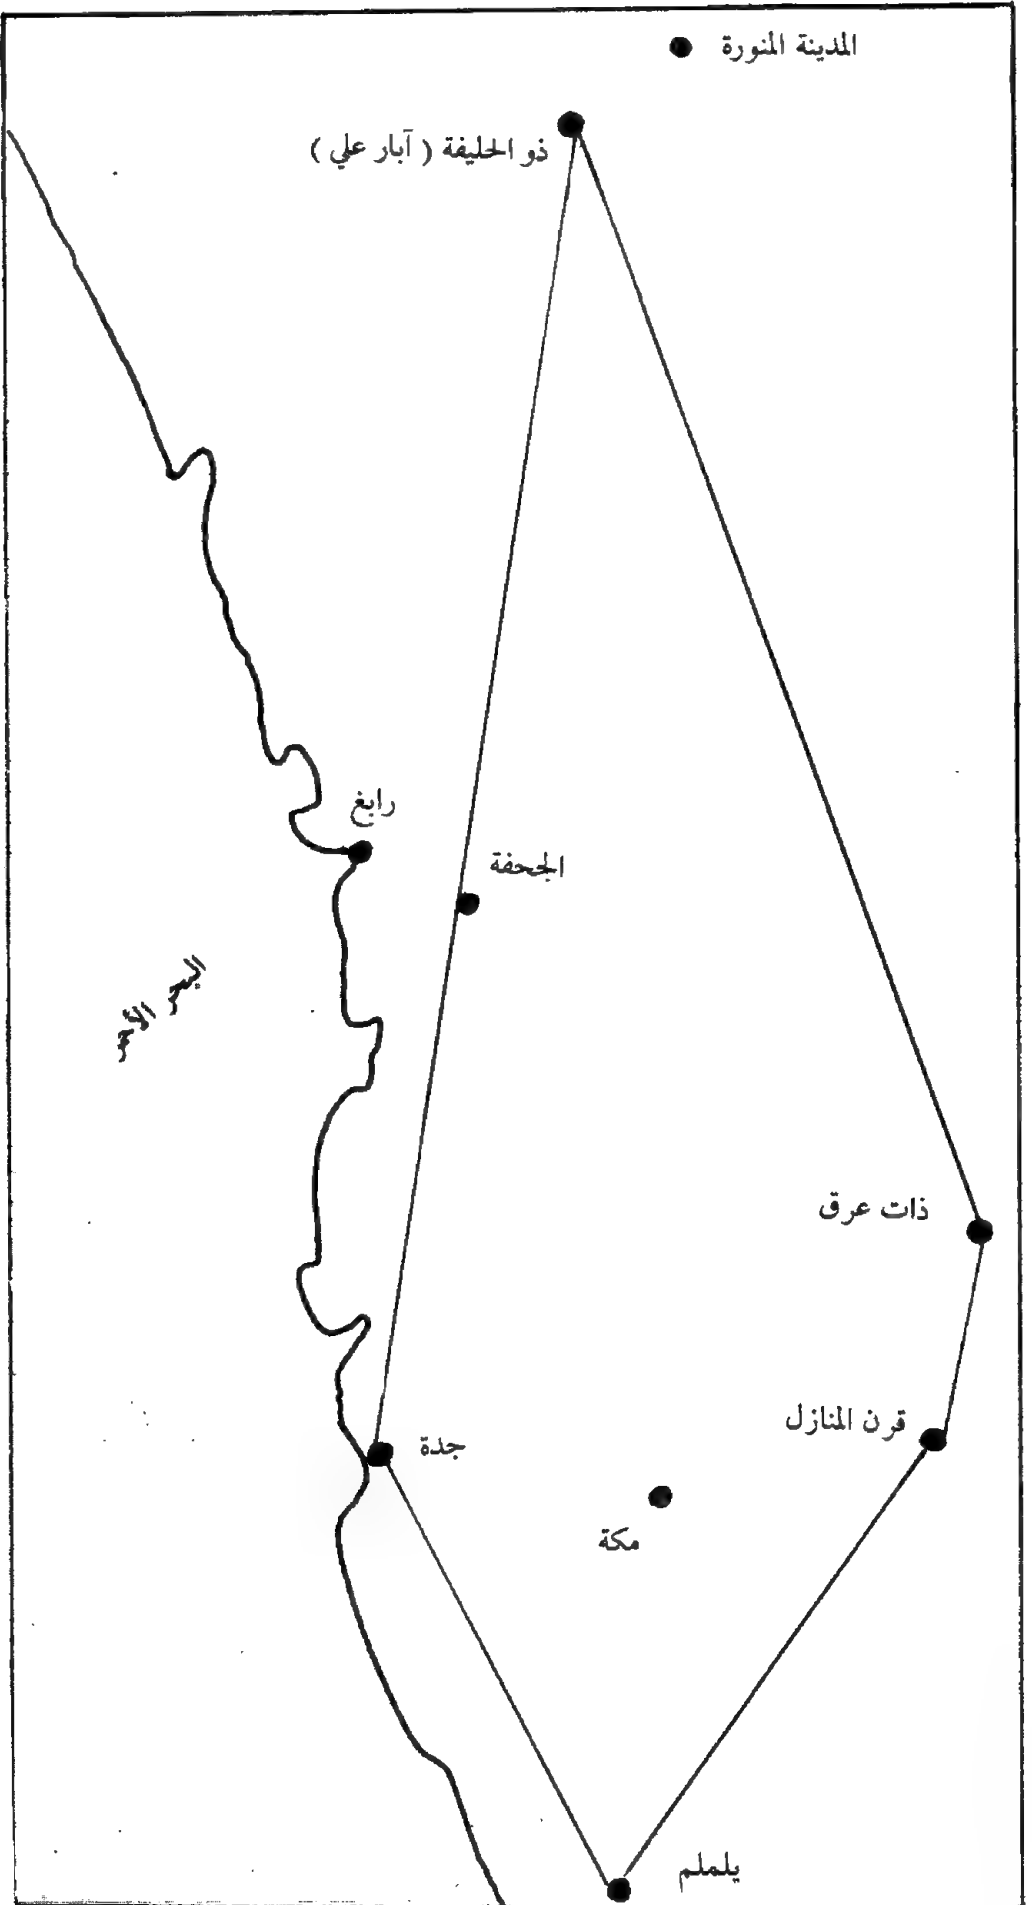 المدينة المنورة
ذو الحليفة ( آبار علي )
رابغ
الجحفة
البحر الأحمر
ذات عرق
قرن المنازل
جدة
مكة
يلملم